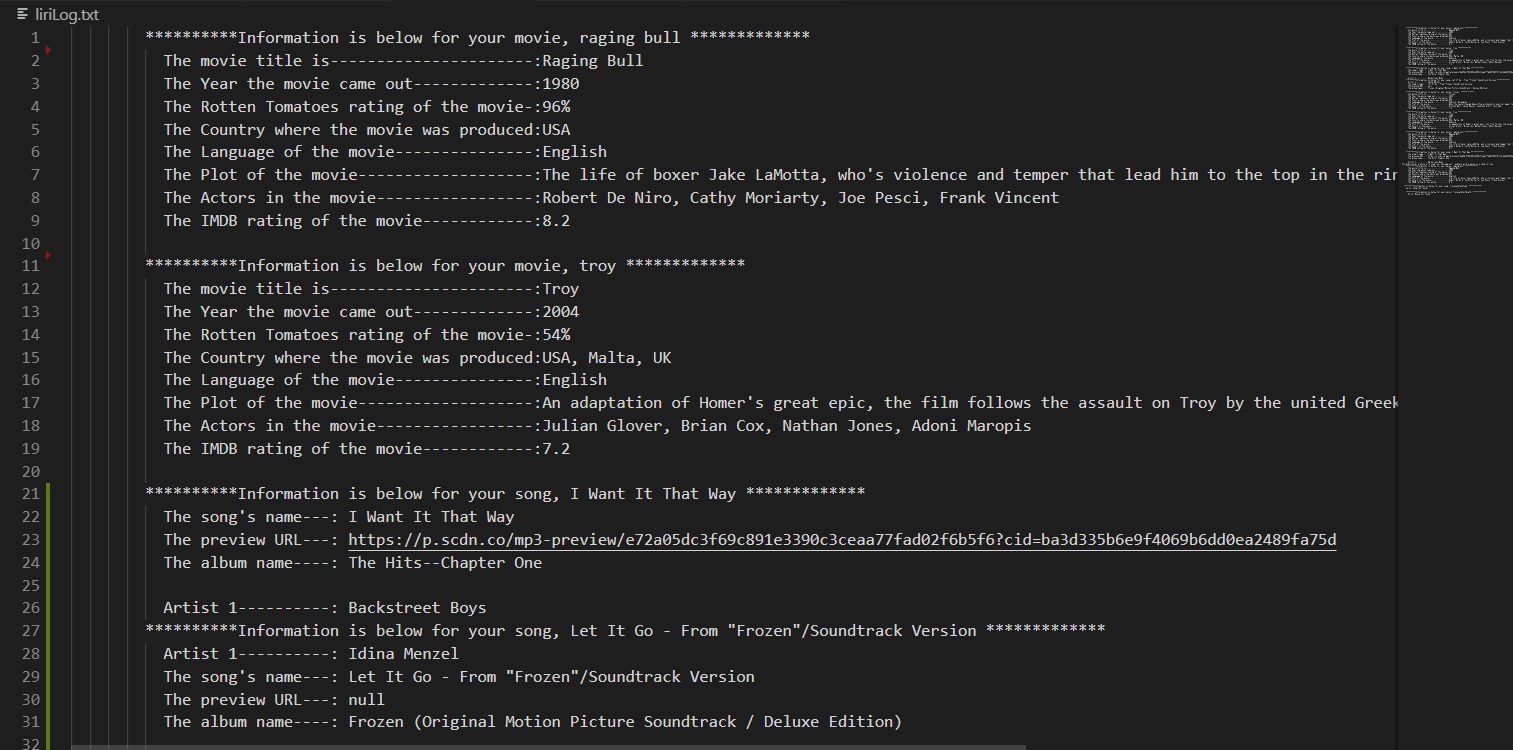 liriLog.txt
1 **********Information is below for your movie, raging bull *************
2 The movie title is----------------------:Raging Bull
3 The Year the movie came out-------------:1980
4 The Rotten Tomatoes rating of the movie-:96%
5 The Country where the movie was produced:USA
6 The Language of the movie---------------:English
7 The Plot of the movie-------------------:The life of boxer Jake LaMotta, who's violence and temper that lead him to the top in the rin
8 The Actors in the movie-----------------:Robert De Niro, Cathy Moriarty, Joe Pesci, Frank Vincent
9 The IMDB rating of the movie------------:8.2
10
11 **********Information is below for your movie, troy *************
12 The movie title is----------------------:Troy
13 The Year the movie came out-------------:2004
14 The Rotten Tomatoes rating of the movie-:54%
15 The Country where the movie was produced:USA, Malta, UK
16 The Language of the movie---------------:English
17 The Plot of the movie-------------------:An adaptation of Homer's great epic, the film follows the assault on Troy by the united Greek
18 The Actors in the movie-----------------:Julian Glover, Brian Cox, Nathan Jones, Adoni Maropis
19 The IMDB rating of the movie------------:7.2
20
21 **********Information is below for your song, I Want It That Way *************
22 The song's name---: I Want It That Way
23 The preview URL---: https://p.scdn.co/mp3-preview/e72a05dc3f69c891e3390c3ceaa77fad02f6b5f6?cid=ba3d335b6e9f4069b6dd0ea2489fa75d
24 The album name----: The Hits--Chapter One
25
26 Artist 1----------: Backstreet Boys
27 **********Information is below for your song, Let It Go - From "Frozen"/Soundtrack Version *************
28 Artist 1----------: Idina Menzel
29 The song's name---: Let It Go - From "Frozen"/Soundtrack Version
30 The preview URL---: null
31 The album name----: Frozen (Original Motion Picture Soundtrack / Deluxe Edition)
32